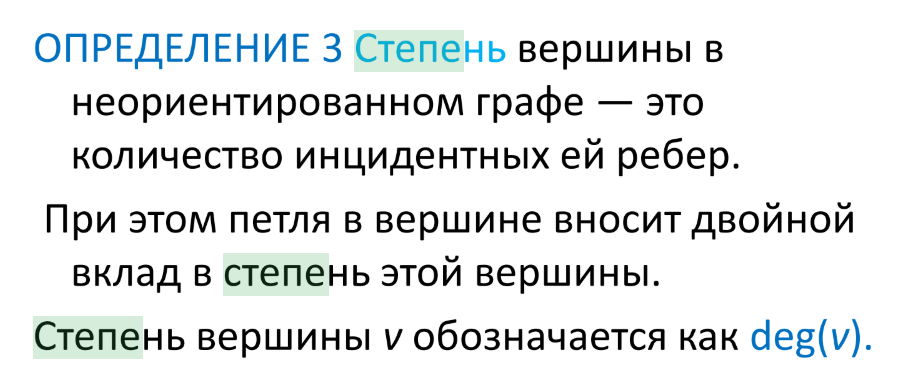 ОПРЕДЕЛЕНИЕ 3 Степень вершины в
неориентированном графе — это
количество инцидентных ей ребер.
При этом петля в вершине вносит двойной
вклад в степень этой вершины.
Степень вершины v обозначается как deg(v).